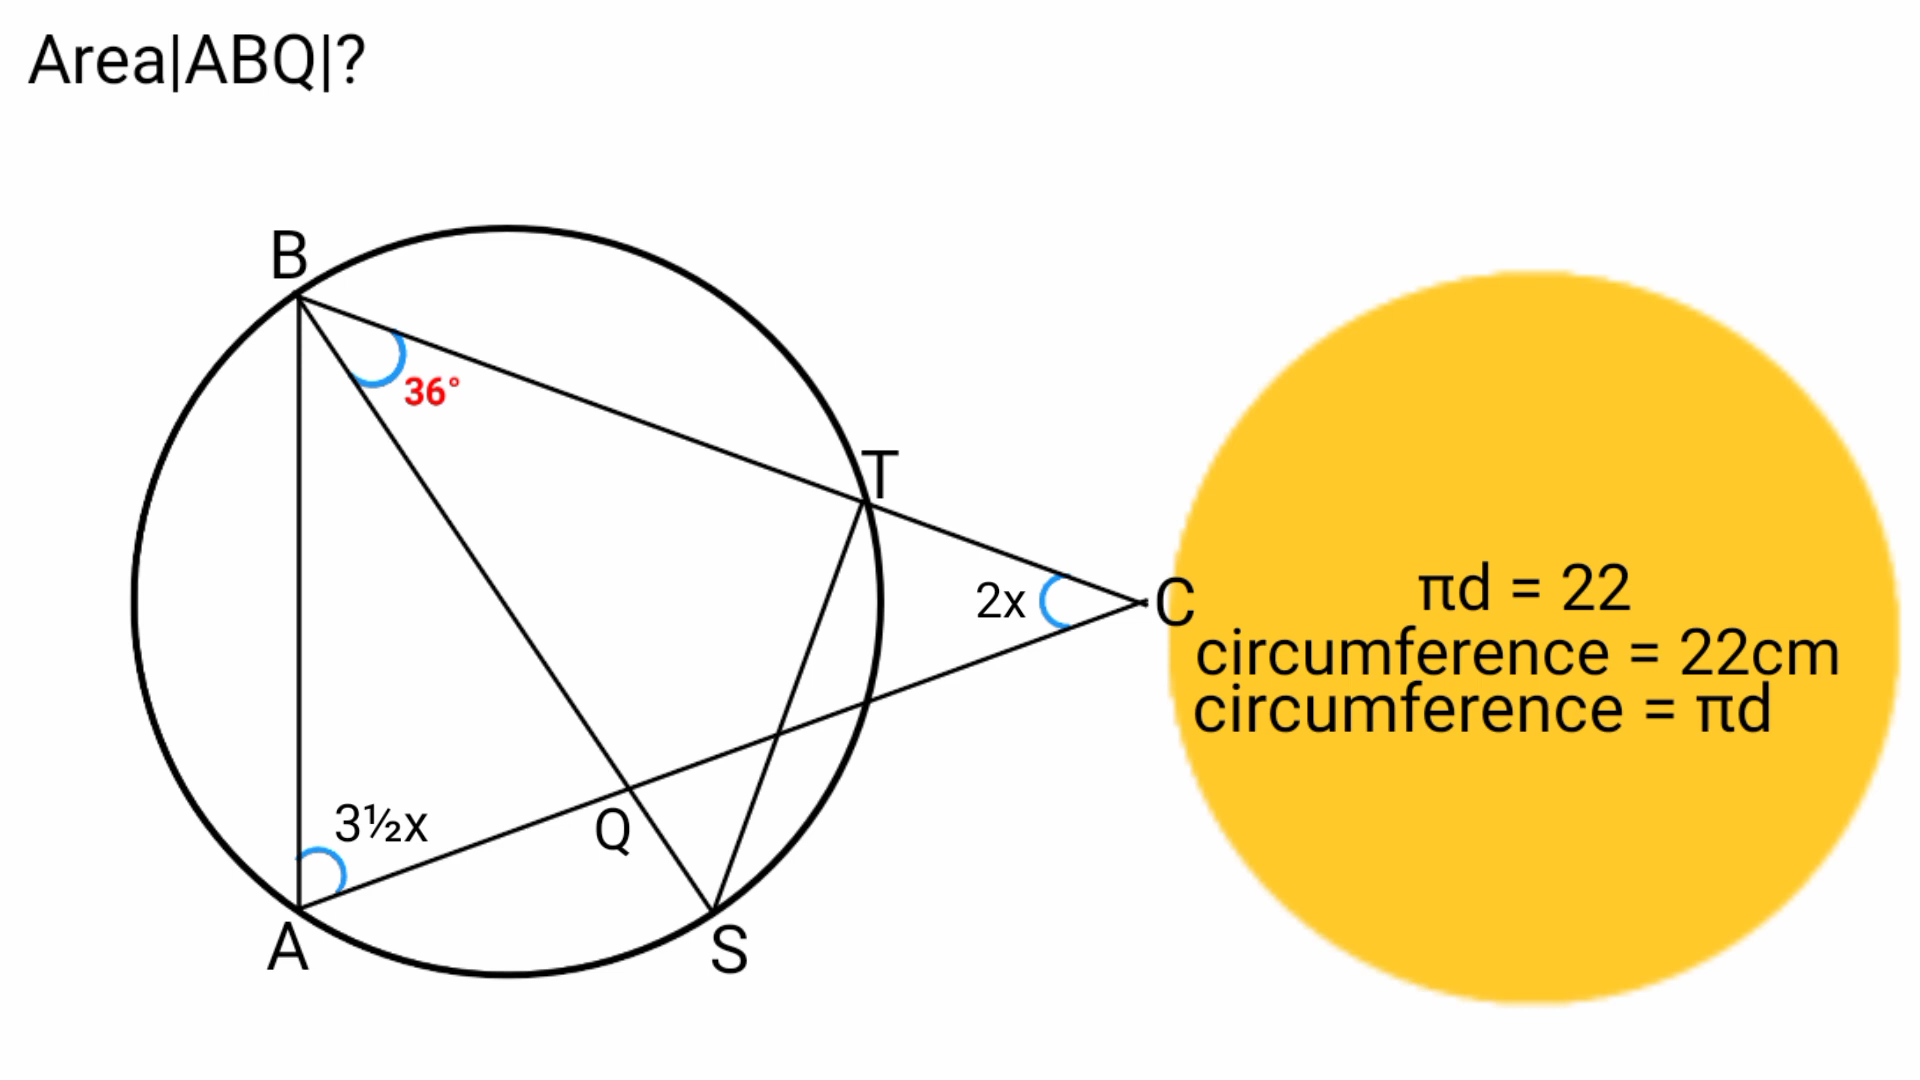 Area|ABQ|?
B
36°
T
2x
C
πd = 22
circumference = 22cm
circumference = πd
3½x
Q
A
S